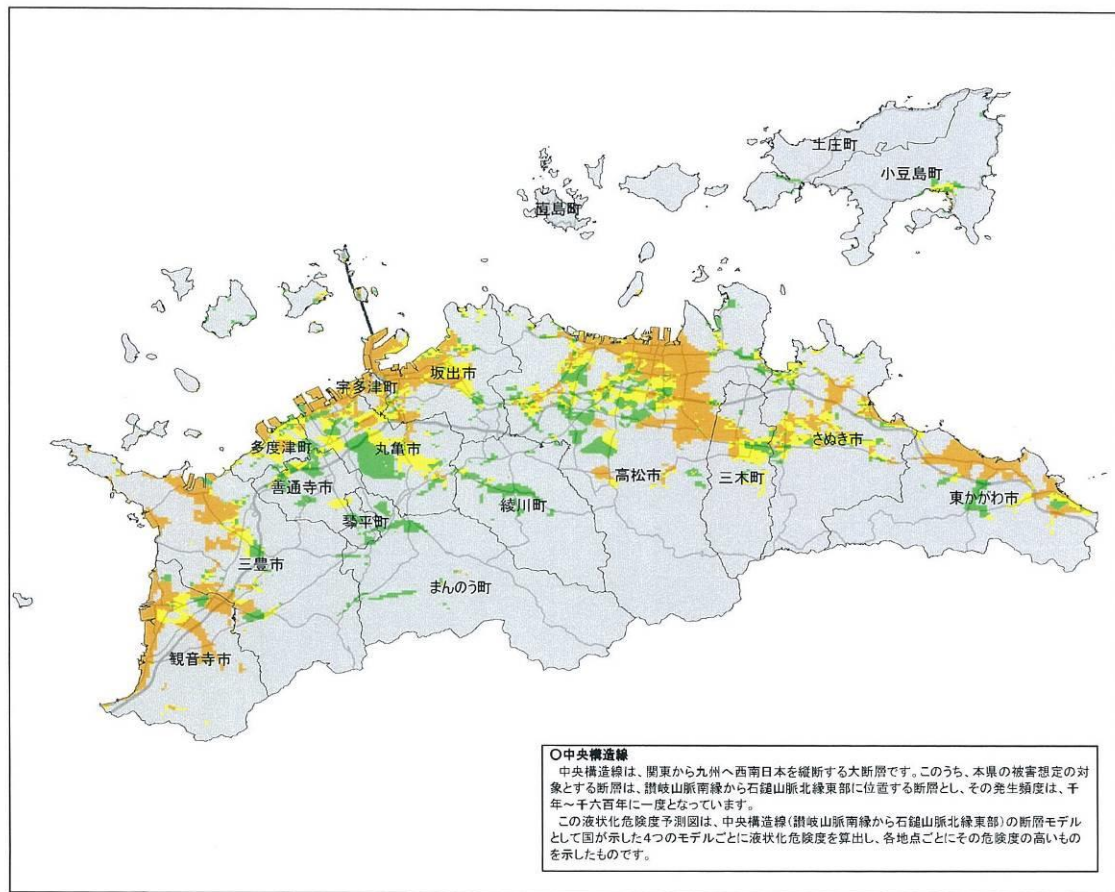 土庄町
小豆島町
直島町
坂出市
宇多津町
多度津町
丸亀市
さぬき市
善通寺市
高松市
三木町
東かがわ市
綾川町
琴平町
三豊市
まんのう町
観音寺市
○中央構造線
中央構造線は、関東から九州へ西南日本を縦断する大断層です。このうち、本県の被害想定の対
象とする断層は、讃岐山脈南縁から石鎚山脈北縁東部に位置する断層とし、その発生頻度は、千
年～千六百年に一度となっています。
この液状化危険度予測図は、中央構造線(讃岐山脈南縁から石鎚山脈北縁東部)の断層モデル
として国が示した4つのモデルごとに液状化危険度を算出し、各地点ごとにその危険度の高いもの
を示したものです。